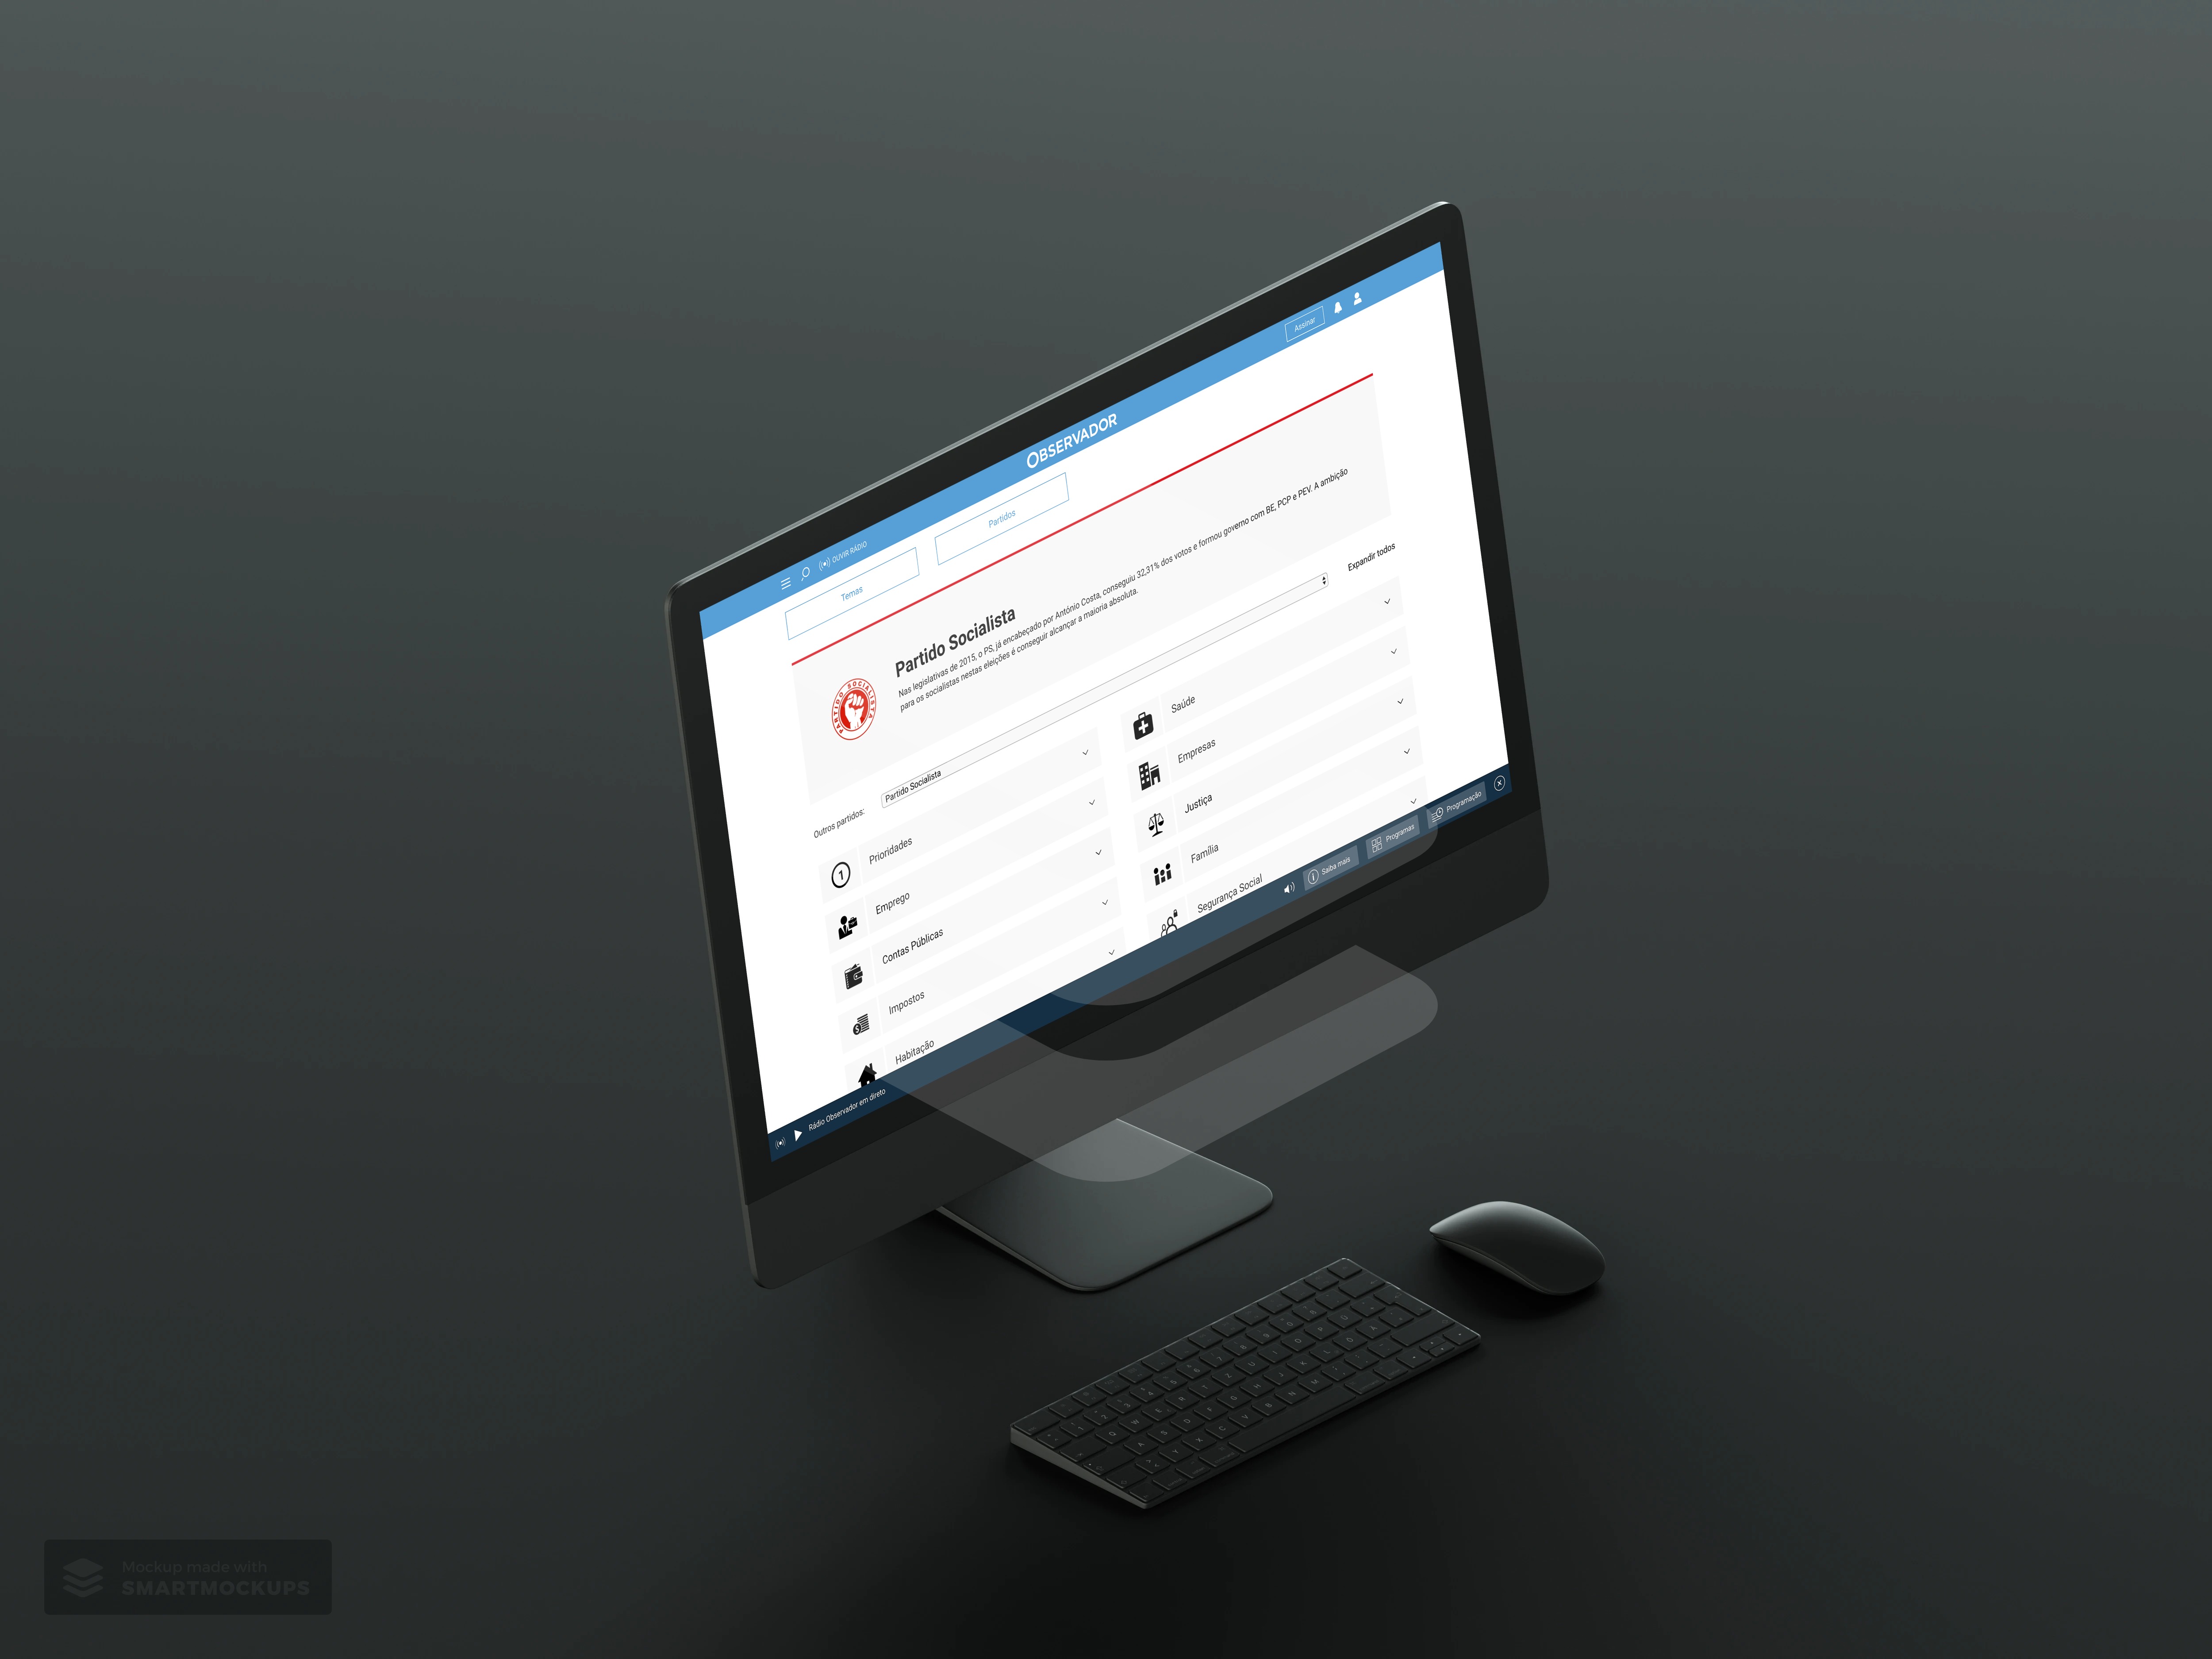 OUVIR RÁDIO
OBSERVADOR
Assinar
Temas
Partidos
PARTIDO SOCIALISTA
Partido Socialista
Nas legislativas de 2015, o PS, já encabeçado por António Costa, conseguiu 32,31% dos votos e formou governo com BE, PCP e PEV. A ambição
para os socialistas nestas eleições é conseguir alcançar a maioria absoluta.
Outros partidos:
Partido Socialista
Expandir todos
1
Prioridades
Emprego
Contas Públicas
Impostos
Habitação
Saúde
Empresas
Justiça
Família
Segurança Social
Rádio Observador em direto
Saiba mais
Programas
Programação
Mockup made with
SMARTMOCKUPS